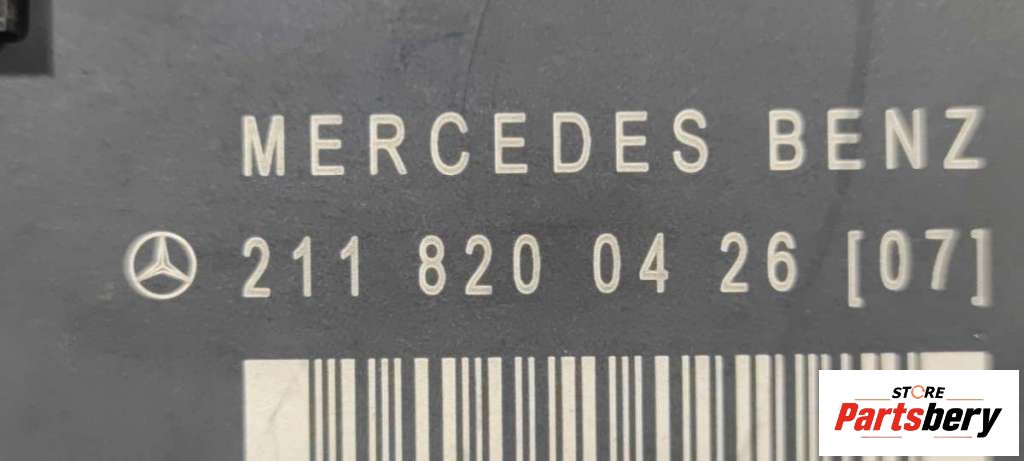 MERCEDES BENZ
211 820 04 26 [07]
STORE
Partsbery